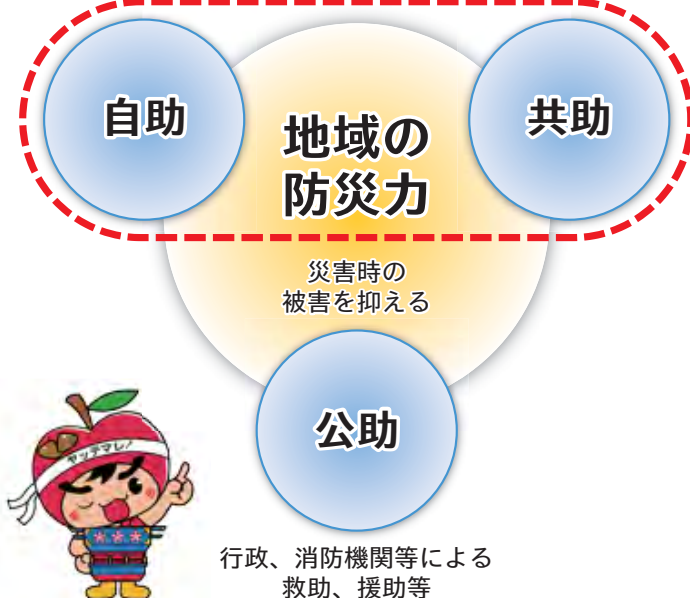 自助
地域の
防災力
共助
災害時の
被害を抑える
公助
ヤッテマレ!
行政、消防機関等による
救助、援助等